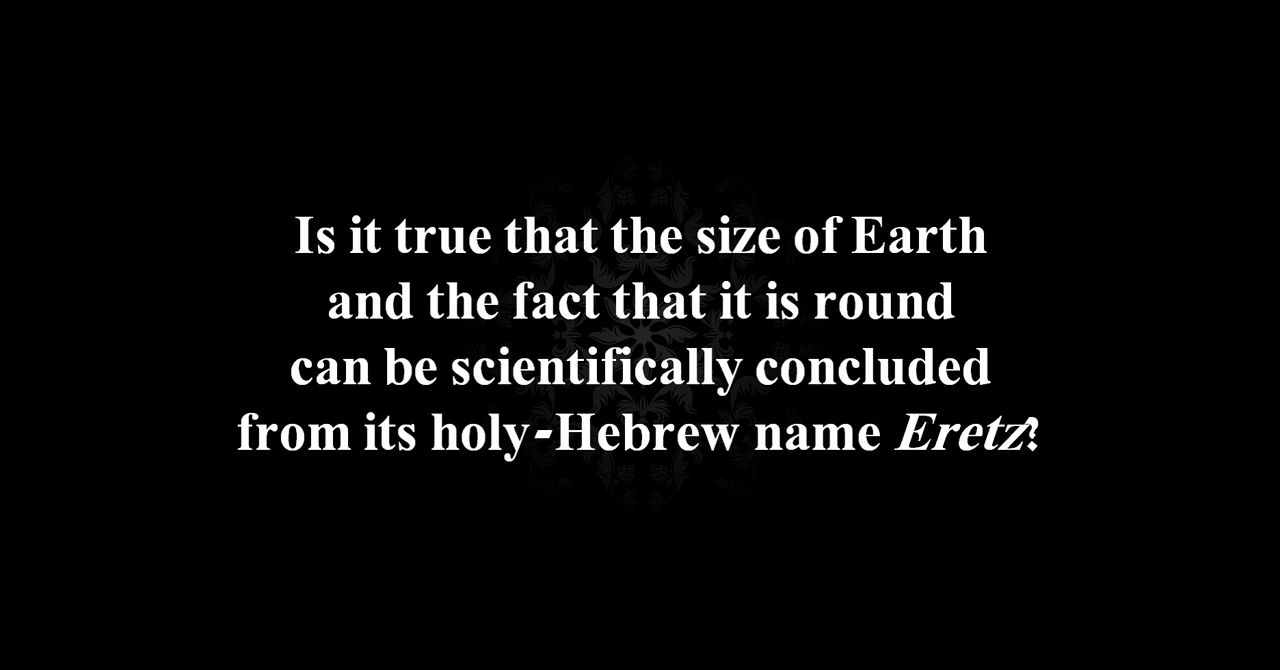 Is it true that the size of Earth
and the fact that it is round
can be scientifically concluded
from its holy-Hebrew name Eretz?